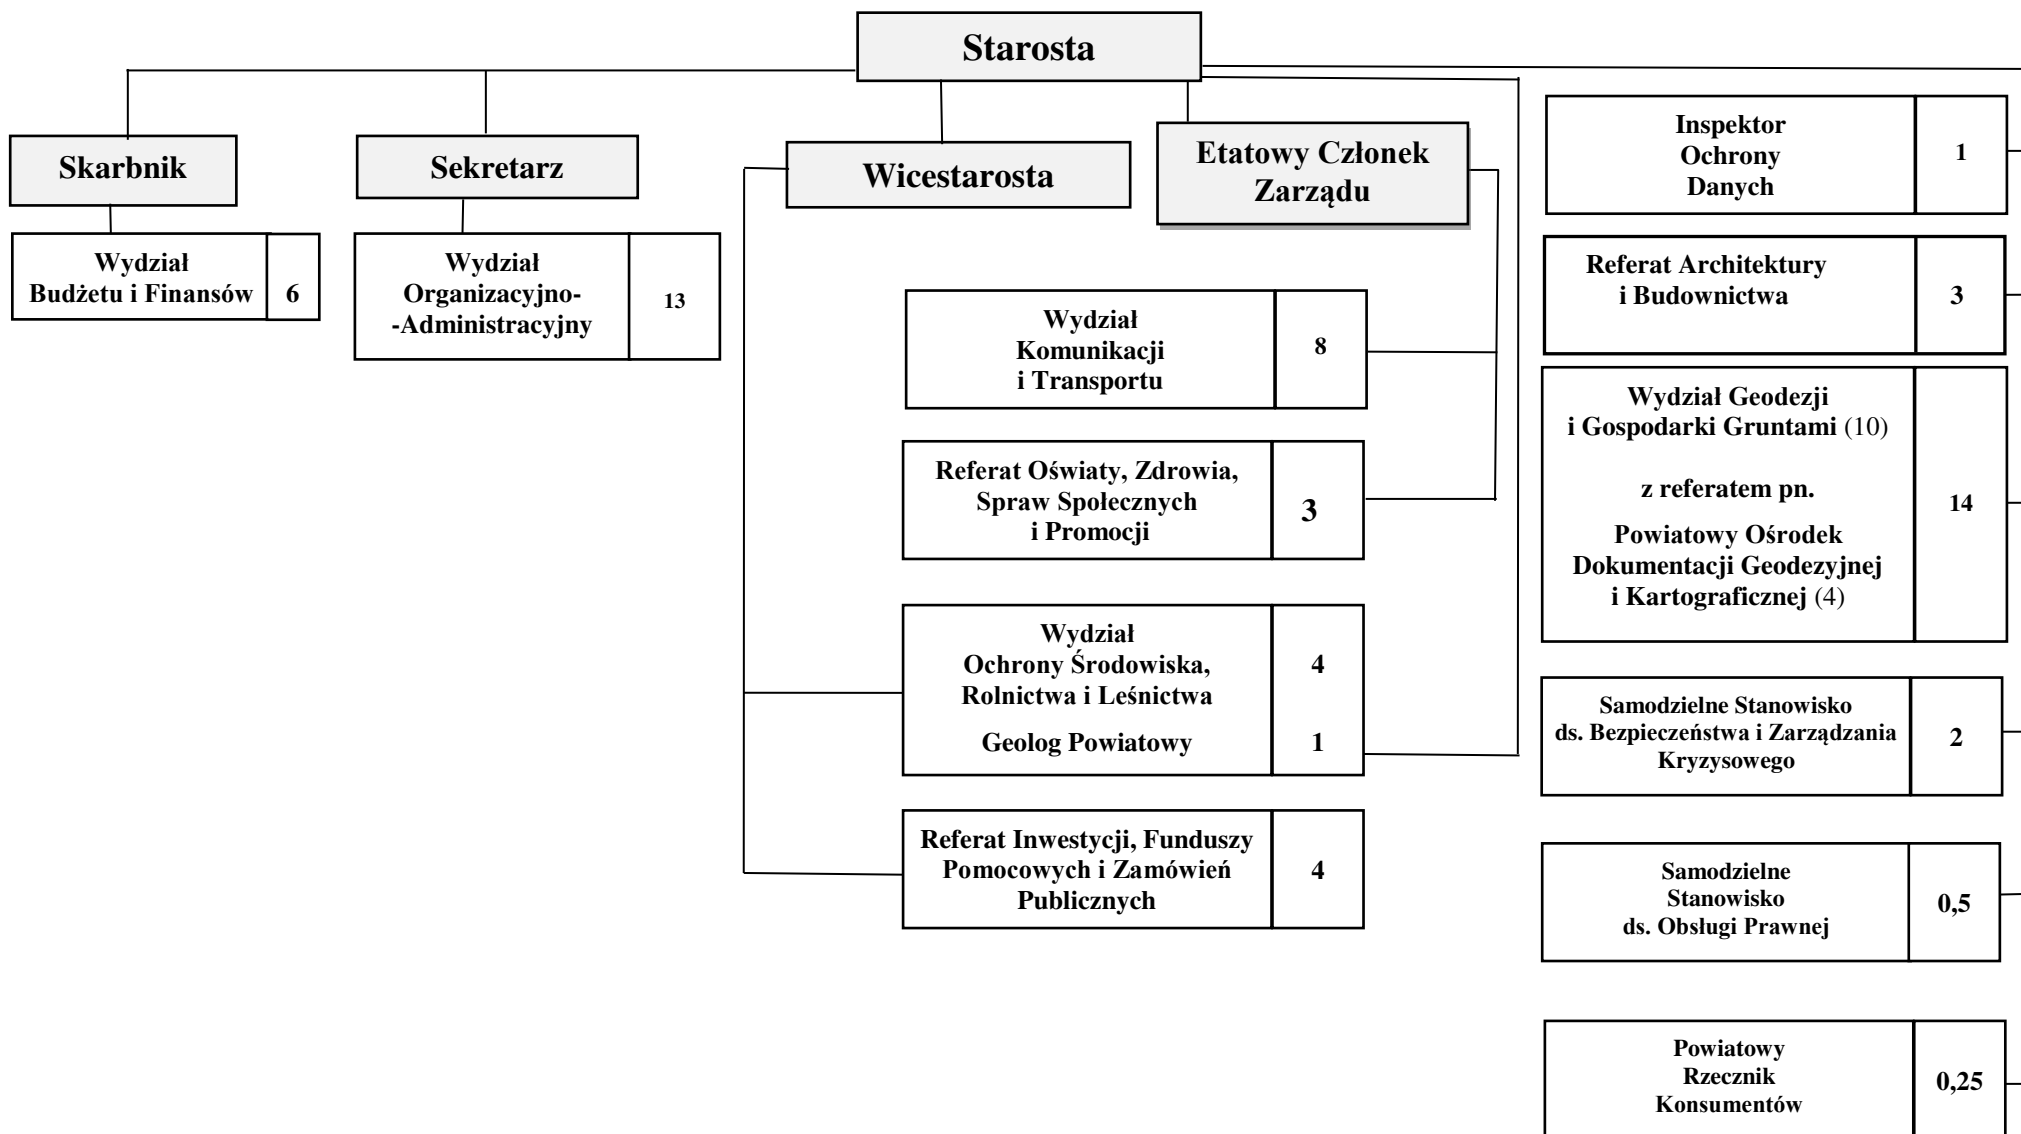 Starosta
Skarbnik
Sekretarz
Wicestarosta
Etatowy Członek
Zarządu
Wydział
Budżetu i Finansów
6
Wydział
Organizacyjno-
-Administracyjny
13
Wydział
Komunikacji
i Transportu
8
Referat Oświaty, Zdrowia,
Spraw Społecznych
i Promocji
3
Wydział
Ochrony Środowiska,
Rolnictwa i Leśnictwa
4
Geolog Powiatowy
1
Referat Inwestycji, Funduszy
Pomocowych i Zamówień
Publicznych
4
Inspektor
Ochrony
Danych
1
Referat Architektury
i Budownictwa
3
Wydział Geodezji
i Gospodarki Gruntami (10)
z referatem pn.
Powiatowy Ośrodek
Dokumentacji Geodezyjnej
i Kartograficznej (4)
14
Samodzielne Stanowisko
ds. Bezpieczeństwa i Zarządzania
Kryzysowego
2
Samodzielne
Stanowisko
ds. Obsługi Prawnej
0,5
Powiatowy
Rzecznik
Konsumentów
0,25